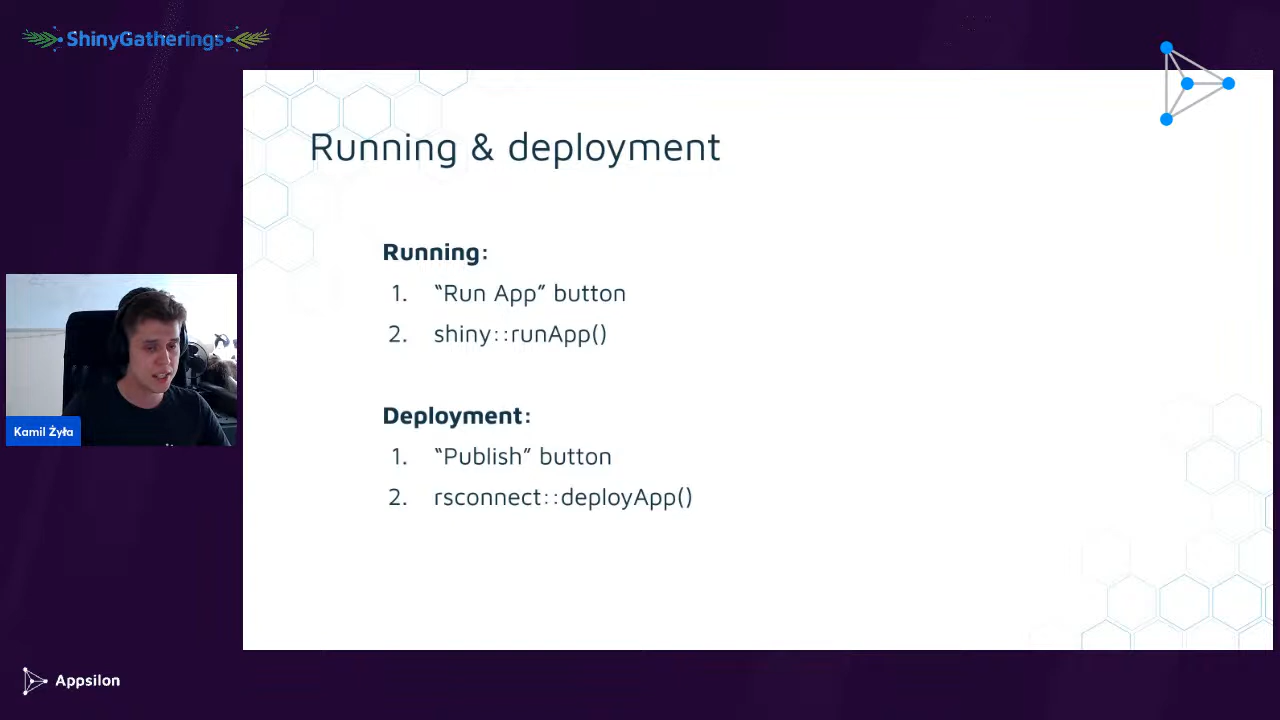 ShinyGatherings
Running & deployment
Running:
1. “Run App” button
2. shiny::runApp()
Deployment:
1. “Publish” button
2. rsconnect::deployApp()
Kamil Żyła
Appsilon